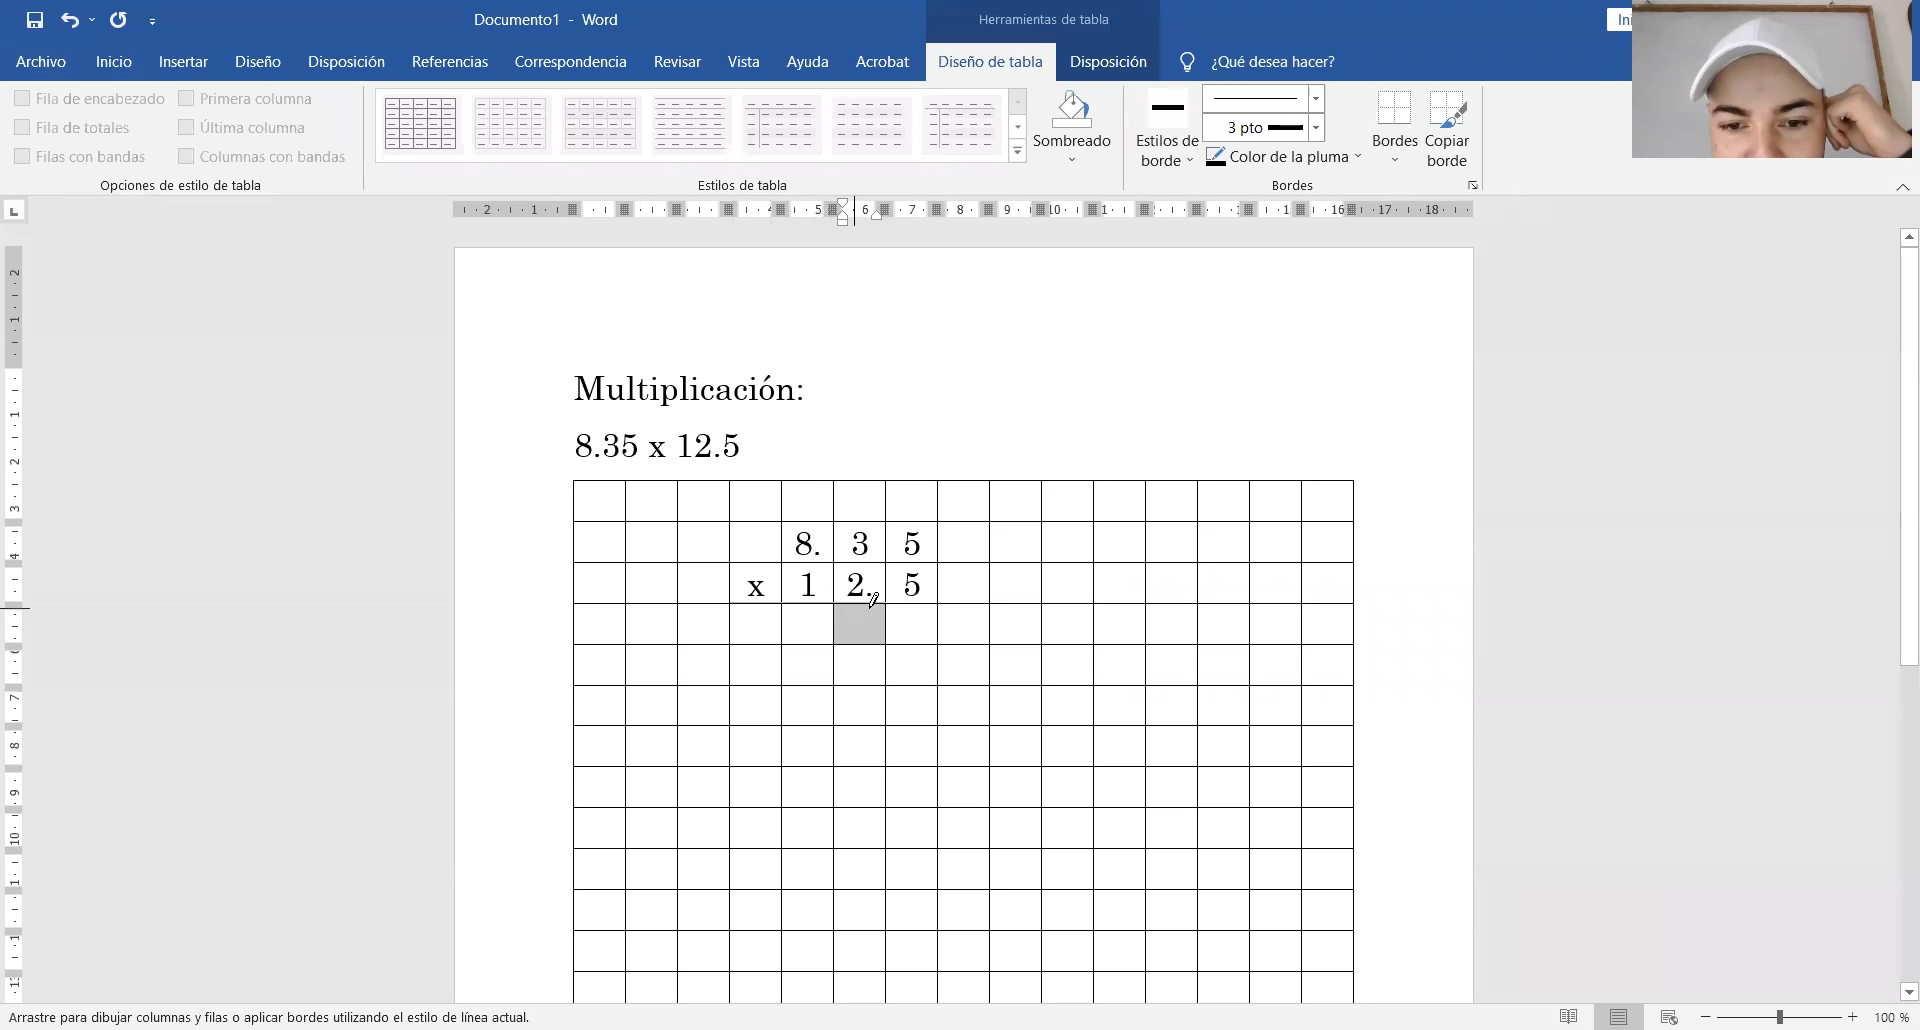 Documento1 - Word
Herramientas de tabla
Archivo Inicio Insertar Diseño Disposición Referencias Correspondencia Revisar Vista Ayuda Acrobat Diseño de tabla Disposición ¿Qué desea hacer?
Fila de encabezado Primera columna
Fila de totales Última columna
Filas con bandas Columnas con bandas
Opciones de estilo de tabla
Estilos de tabla
Sombreado
Estilos de borde
3 pto
Color de la pluma
Bordes
Copiar borde
Bordes
Multiplicación:
8.35 x 12.5
8. 3 5
x 1 2. 5
Arrastre para dibujar columnas y filas o aplicar bordes utilizando el estilo de línea actual.
100 %